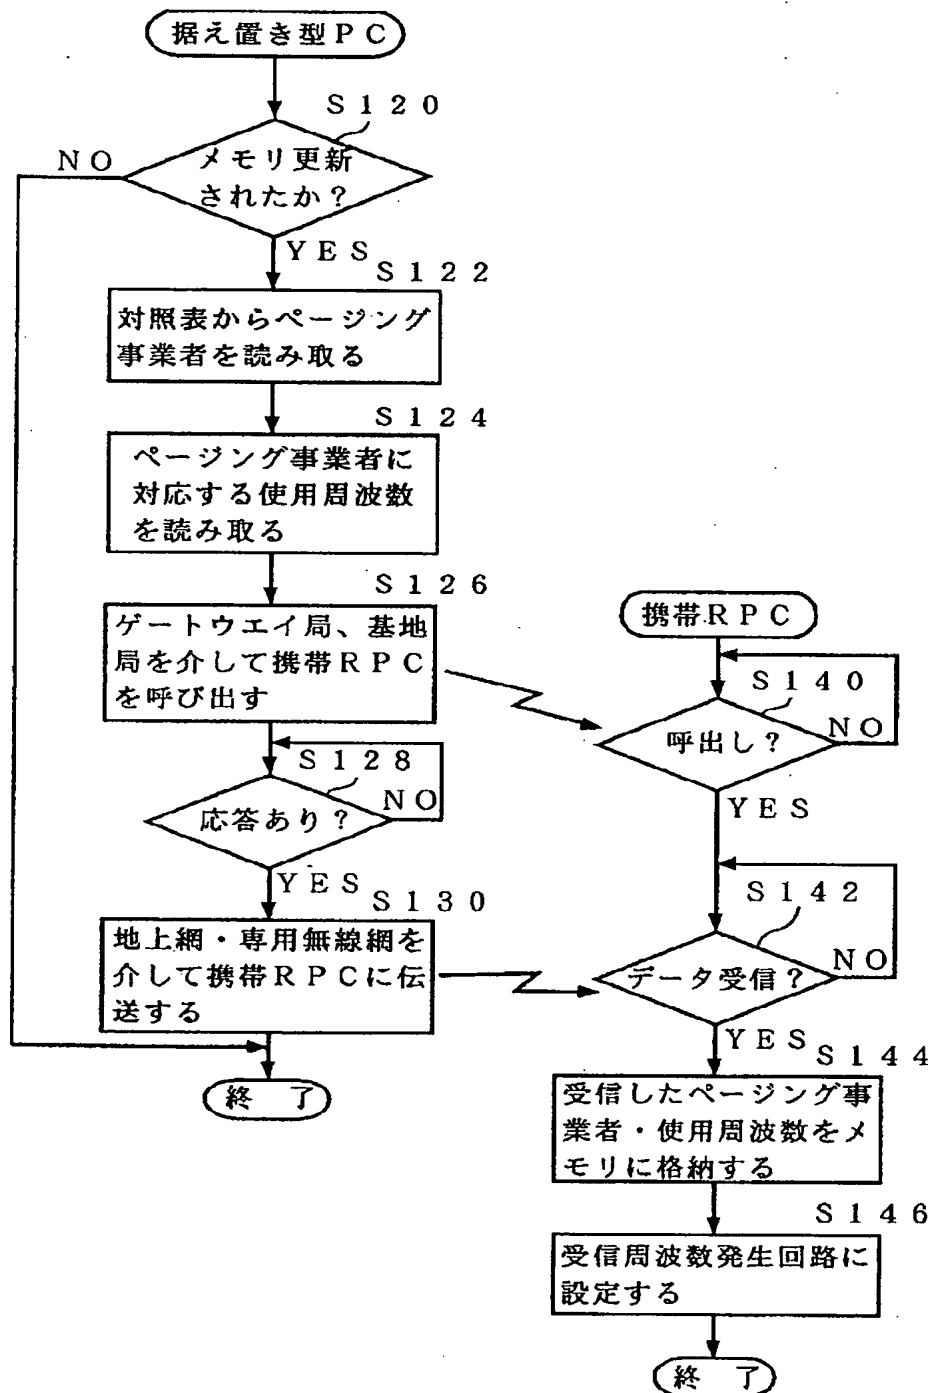 据え置き型PC
S120
メモリ更新
されたか?
NO
YES
S122
対照表からページング
事業者を読み取る
S124
ページング事業者に
対応する使用周波数
を読み取る
S126
ゲートウエイ局、基地
局を介して携帯RPC
を呼び出す
S128
応答あり?
NO
YES
S130
地上網・専用無線網を
介して携帯RPCに伝
送する
終 了
携帯RPC
S140
呼出し?
NO
YES
S142
データ受信?
NO
YES
S144
受信したページング事
業者・使用周波数をメ
モリに格納する
S146
受信周波数発生回路に
設定する
終 了